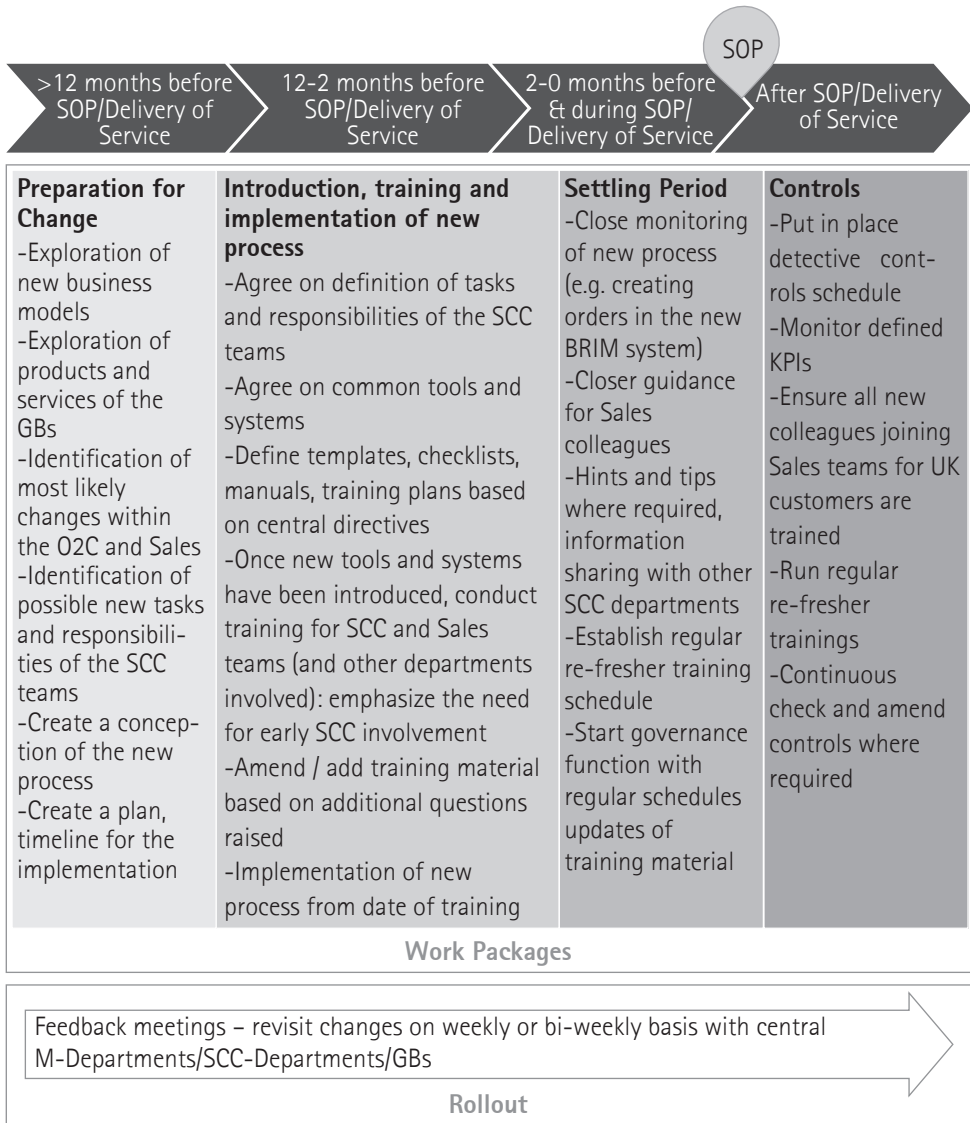 SOP
>12 months before
SOP/Delivery of
Service
12-2 months before
SOP/Delivery of
Service
2-0 months before
& during SOP/
Delivery of Service
After SOP/Delivery
of Service
Preparation for
Change
-Exploration of
new business
models
-Exploration of
products and
services of the
GBs
-Identification of
most likely
changes within
the O2C and Sales
-Identification of
possible new tasks
and responsibili-
ties of the SCC
teams
-Create a concep-
tion of the new
process
-Create a plan,
timeline for the
implementation
Introduction, training and
implementation of new
process
-Agree on definition of tasks
and responsibilities of the SCC
teams
-Agree on common tools and
systems
-Define templates, checklists,
manuals, training plans based
on central directives
-Once new tools and systems
have been introduced, conduct
training for SCC and Sales
teams (and other departments
involved): emphasize the need
for early SCC involvement
-Amend / add training material
based on additional questions
raised
-Implementation of new
process from date of training
Settling Period
-Close monitoring
of new process
(e.g. creating
orders in the new
BRIM system)
-Closer guidance
for Sales
colleagues
-Hints and tips
where required,
information
sharing with other
SCC departments
-Establish regular
re-fresher training
schedule
-Start governance
function with
regular schedules
updates of
training material
Controls
-Put in place
detective cont-
rols schedule
-Monitor defined
KPIs
-Ensure all new
colleagues joining
Sales teams for UK
customers are
trained
-Run regular
re-fresher
trainings
-Continuous
check and amend
controls where
required
Work Packages
Feedback meetings – revisit changes on weekly or bi-weekly basis with central
M-Departments/SCC-Departments/GBs
Rollout